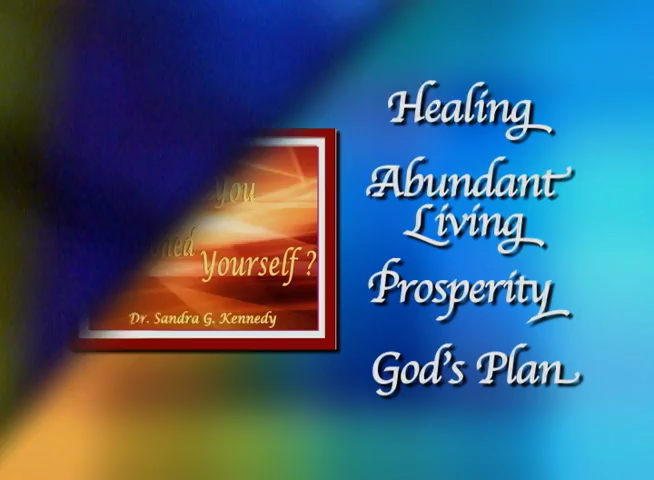 You
Yourself ?
Dr. Sandra G. Kennedy
Healing
Abundant
Living
Prosperity
God's Plan